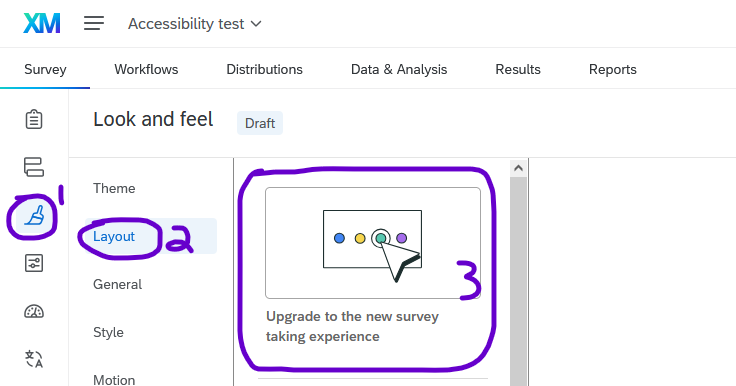 XM
Accessibility test
Survey Workflows Distributions Data & Analysis Results Reports
Look and feel Draft
1
Theme
Layout 2
General
Style
Motion
3
Upgrade to the new survey
taking experience